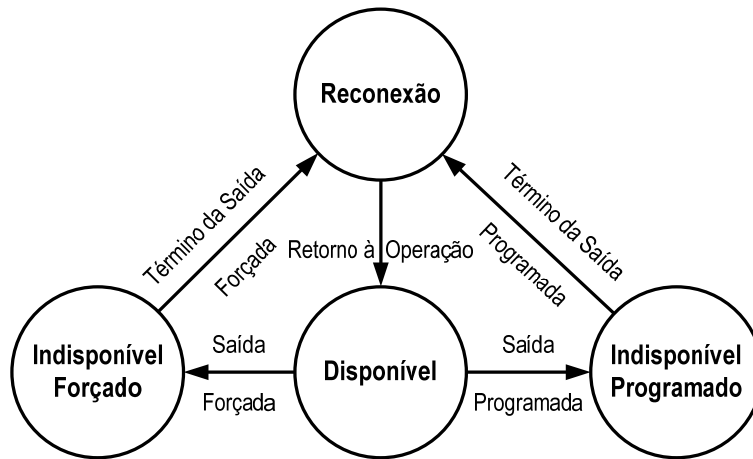 Reconexão
Término da Saída
Forçada
Término da Saída
Programada
Retorno à Operação
Indisponível
Forçado
Saída
Forçada
Disponível
Saída
Programada
Indisponível
Programado